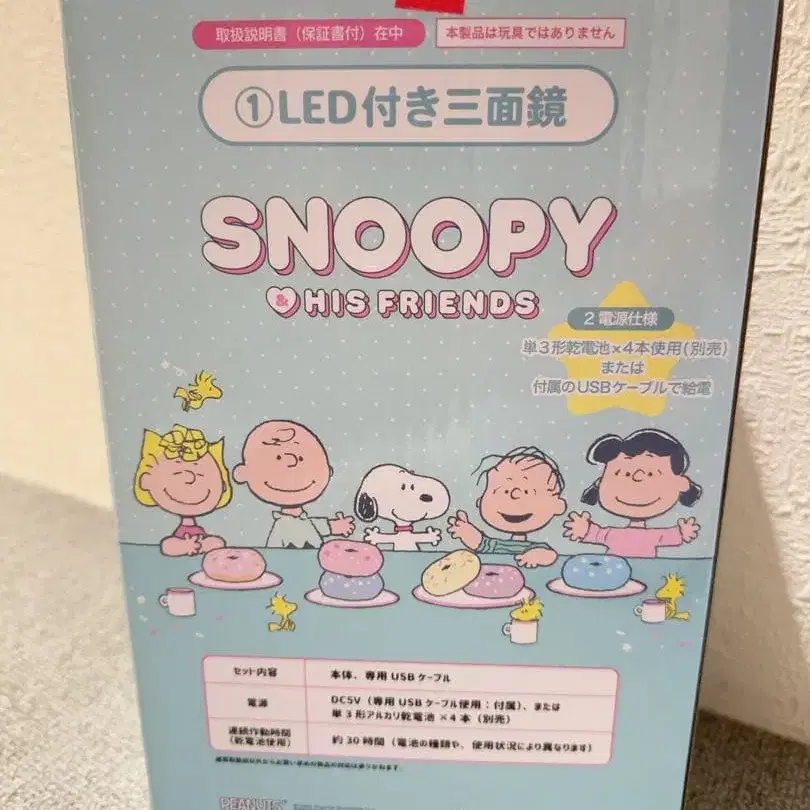 取扱説明書（保証書付）在中
本製品は玩具ではありません
①LED付き三面鏡
SNOOPY
& HIS FRIENDS
2電源仕様
単3形乾電池×4本使用(別売)
または
付属のUSBケーブルで給電
セット内容
本体、専用USBケーブル
電源
DC5V（専用USBケーブル使用：付属）、または
単3形アルカリ乾電池×4本（別売）
連続作動時間
（乾電池使用）
約30時間（電池の種類や、使用状況により異なります）
PEANUTS